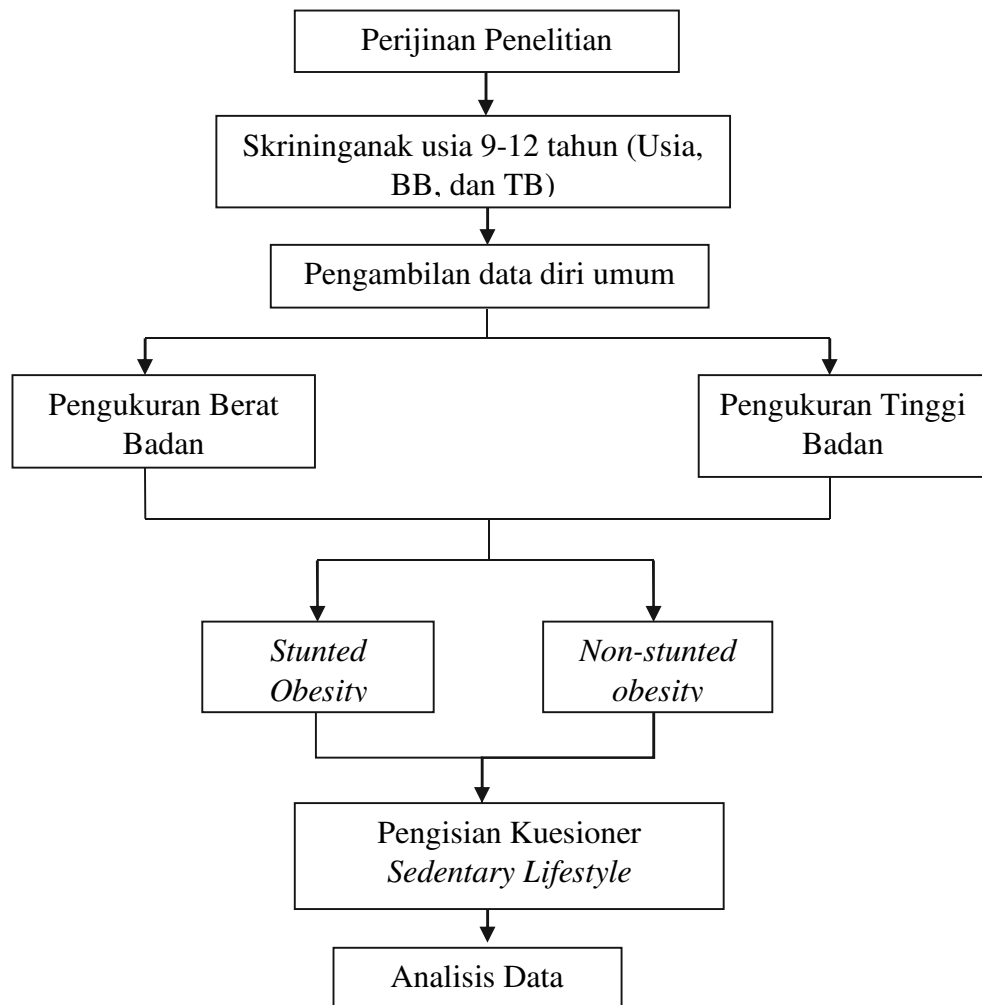 Perijinan Penelitian
Skrininganak usia 9-12 tahun (Usia,
BB, dan TB)
Pengambilan data diri umum
Pengukuran Berat
Badan
Pengukuran Tinggi
Badan
Stunted
Obesity
Non-stunted
obesity
Pengisian Kuesioner
Sedentary Lifestyle
Analisis Data